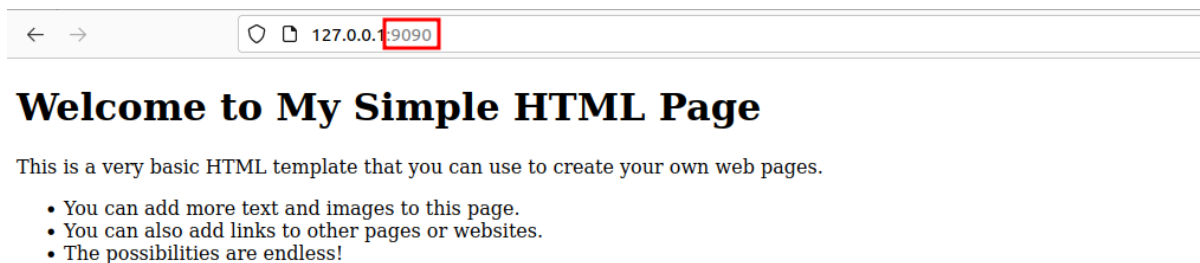 127.0.0.1:9090
Welcome to My Simple HTML Page
This is a very basic HTML template that you can use to create your own web pages.
• You can add more text and images to this page.
• You can also add links to other pages or websites.
• The possibilities are endless!